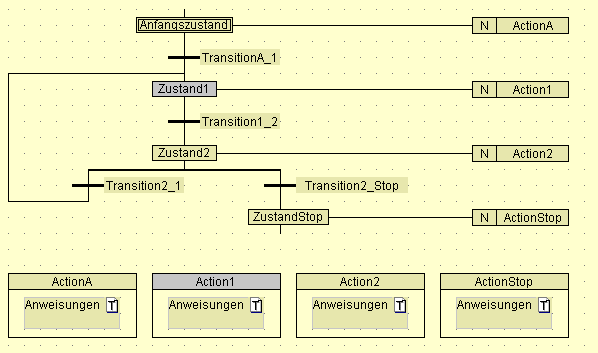 Anfangszustand N ActionA
TransitionA_1
Zustand1 N Action1
Transition1_2
Zustand2 N Action2
Transition2_1 Transition2_Stop
ZustandStop N ActionStop
ActionA Action1 Action2 ActionStop
Anweisungen T Anweisungen T Anweisungen T Anweisungen T